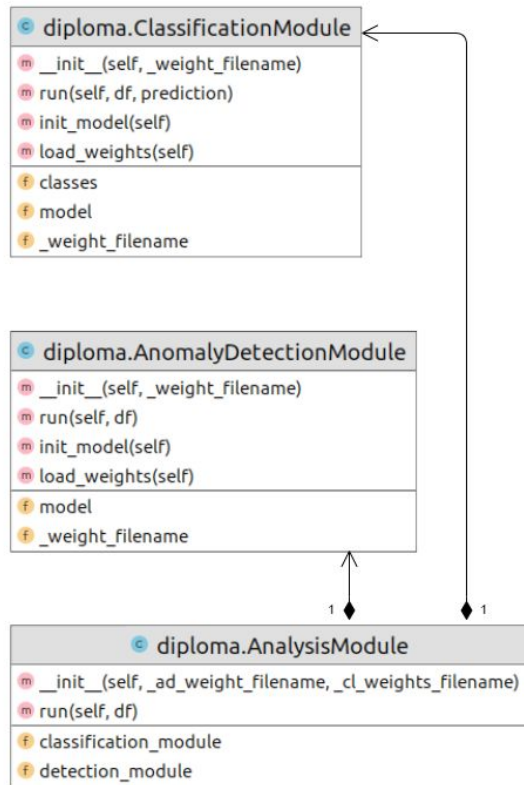 c diploma.ClassificationModule
m __init__(self, _weight_filename)
m run(self, df, prediction)
m init_model(self)
m load_weights(self)
f classes
f model
f _weight_filename
c diploma.AnomalyDetectionModule
m __init__(self, _weight_filename)
m run(self, df)
m init_model(self)
m load_weights(self)
f model
f _weight_filename
1 1
c diploma.AnalysisModule
m __init__(self, _ad_weight_filename, _cl_weights_filename)
m run(self, df)
f classification_module
f detection_module